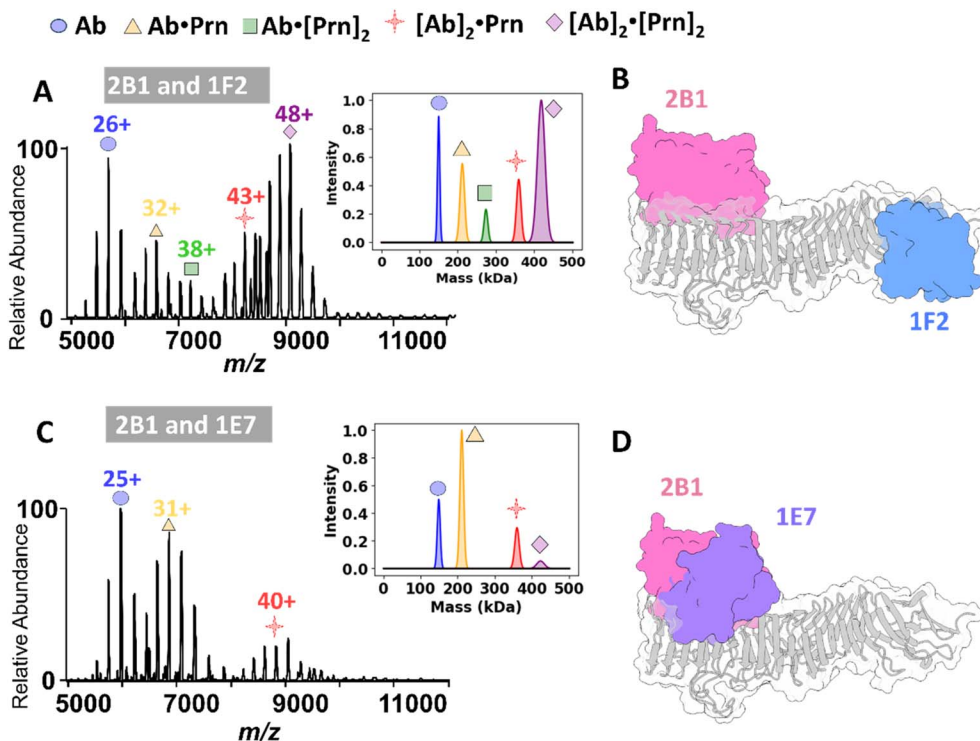 Ab Ab•Prn Ab•[Prn]₂ [Ab]₂•Prn [Ab]₂•[Prn]₂
A
2B1 and 1F2
26+
32+
38+
43+
48+
100
0
Relative Abundance
5000 7000 9000 11000
m/z
1.0
0.8
0.6
0.4
0.2
0.0
Intensity
0 100 200 300 400 500
Mass (kDa)
B
2B1
1F2
C
2B1 and 1E7
25+
31+
40+
100
0
Relative Abundance
5000 7000 9000 11000
m/z
1.0
0.8
0.6
0.4
0.2
0.0
Intensity
0 100 200 300 400 500
Mass (kDa)
D
2B1
1E7